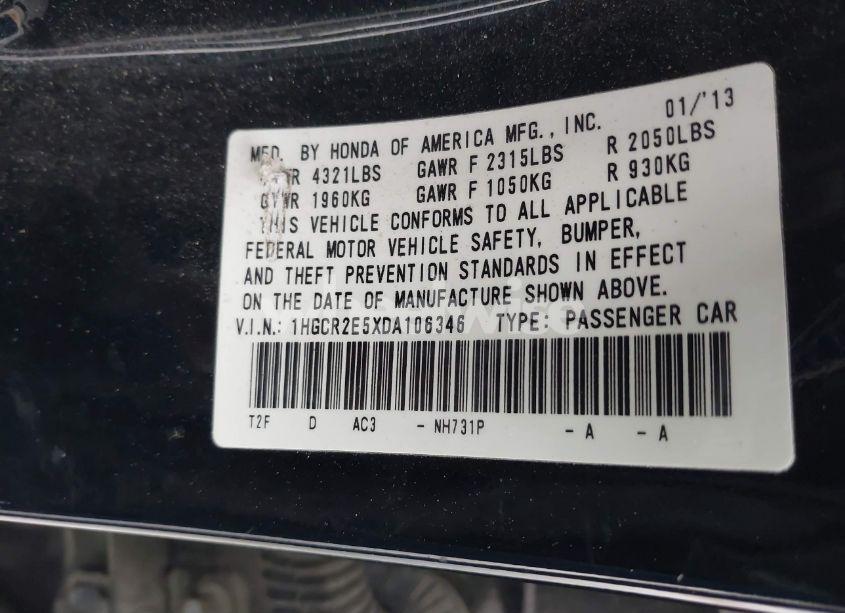 MFD. BY HONDA OF AMERICA MFG., INC. 01/'13
GVWR 4321LBS GAWR F 2315LBS R 2050LBS
GVWR 1960KG GAWR F 1050KG R 930KG
THIS VEHICLE CONFORMS TO ALL APPLICABLE
FEDERAL MOTOR VEHICLE SAFETY, BUMPER,
AND THEFT PREVENTION STANDARDS IN EFFECT
ON THE DATE OF MANUFACTURE SHOWN ABOVE.
V.I.N.: 1HGCR2E5XDA106346 TYPE: PASSENGER CAR
T2F D AC3 - NH731P - A - A